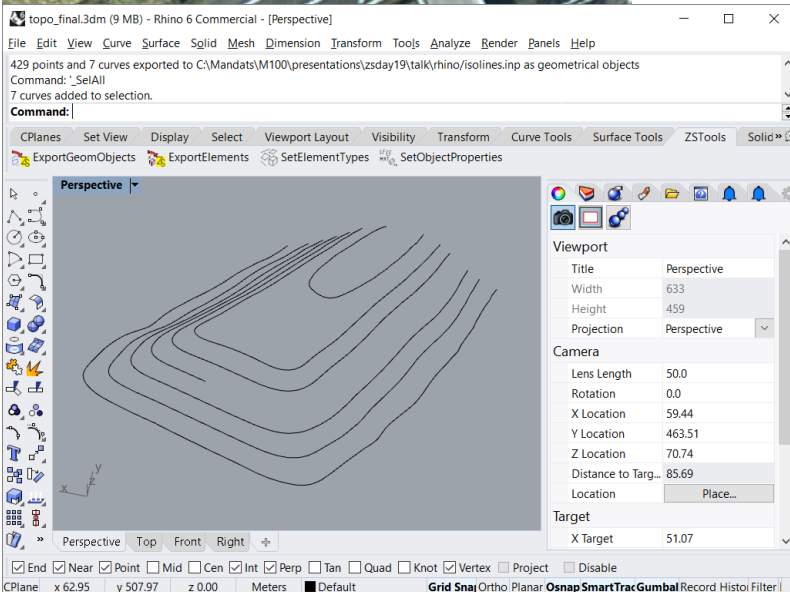 topo_final.3dm (9 MB) - Rhino 6 Commercial - [Perspective]
File Edit View Curve Surface Solid Mesh Dimension Transform Tools Analyze Render Panels Help
429 points and 7 curves exported to C:\Mandats\M100\presentations\zsday19\talk\rhino/isolines.inp as geometrical objects
Command: '_SelAll
7 curves added to selection.
Command:
CPlanes Set View Display Select Viewport Layout Visibility Transform Curve Tools Surface Tools ZSTools Solid »
ExportGeomObjects ExportElements SetElementTypes SetObjectProperties
Perspective
Viewport
Title Perspective
Width 633
Height 459
Projection Perspective
Camera
Lens Length 50.0
Rotation 0.0
X Location 59.44
Y Location 463.51
Z Location 70.74
Distance to Targ... 85.69
Location Place...
Target
X Target 51.07
x y z
Perspective Top Front Right
End Near Point Mid Cen Int Perp Tan Quad Knot Vertex Project Disable
CPlane x 62.95 y 507.97 z 0.00 Meters Default Grid Snap Ortho Planar Osnap SmartTrac Gumbal Record Histor Filter